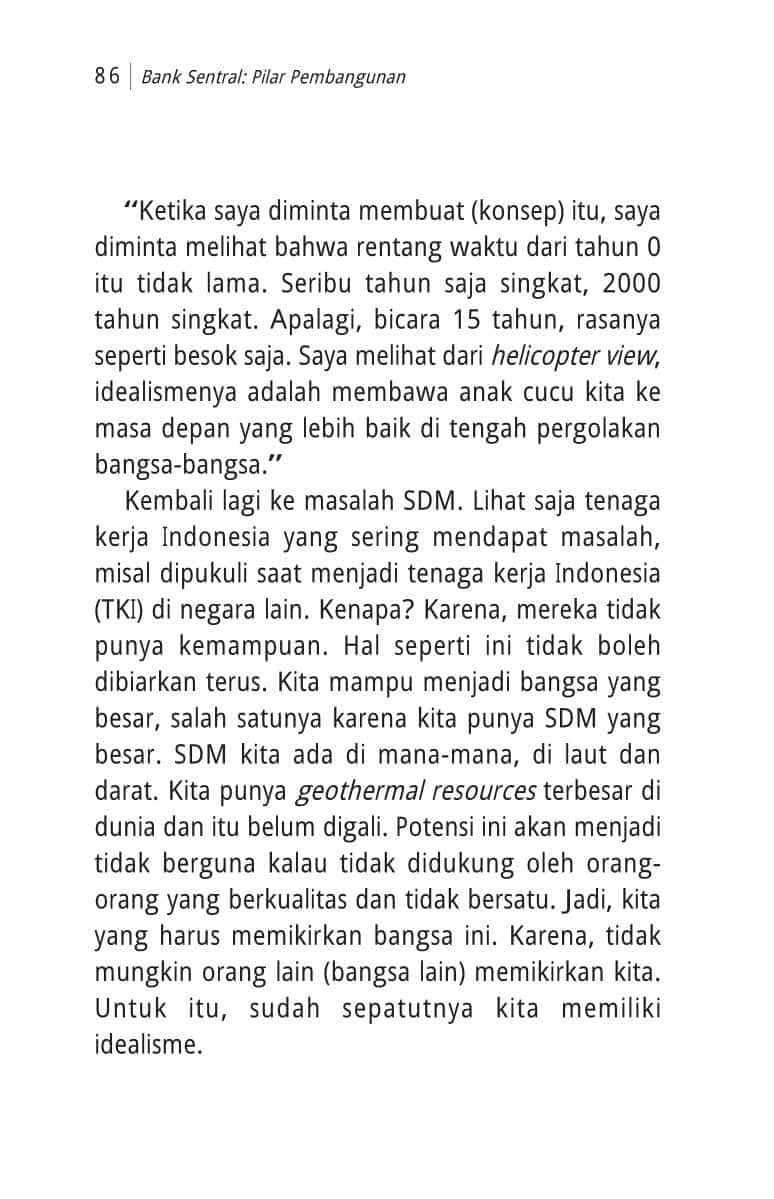 86 | Bank Sentral: Pilar Pembangunan
“Ketika saya diminta membuat (konsep) itu, saya
diminta melihat bahwa rentang waktu dari tahun 0
itu tidak lama. Seribu tahun saja singkat, 2000
tahun singkat. Apalagi, bicara 15 tahun, rasanya
seperti besok saja. Saya melihat dari helicopter view,
idealismenya adalah membawa anak cucu kita ke
masa depan yang lebih baik di tengah pergolakan
bangsa-bangsa.”
Kembali lagi ke masalah SDM. Lihat saja tenaga
kerja Indonesia yang sering mendapat masalah,
misal dipukuli saat menjadi tenaga kerja Indonesia
(TKI) di negara lain. Kenapa? Karena, mereka tidak
punya kemampuan. Hal seperti ini tidak boleh
dibiarkan terus. Kita mampu menjadi bangsa yang
besar, salah satunya karena kita punya SDM yang
besar. SDM kita ada di mana-mana, di laut dan
darat. Kita punya geothermal resources terbesar di
dunia dan itu belum digali. Potensi ini akan menjadi
tidak berguna kalau tidak didukung oleh orang-
orang yang berkualitas dan tidak bersatu. Jadi, kita
yang harus memikirkan bangsa ini. Karena, tidak
mungkin orang lain (bangsa lain) memikirkan kita.
Untuk itu, sudah sepatutnya kita memiliki
idealisme.